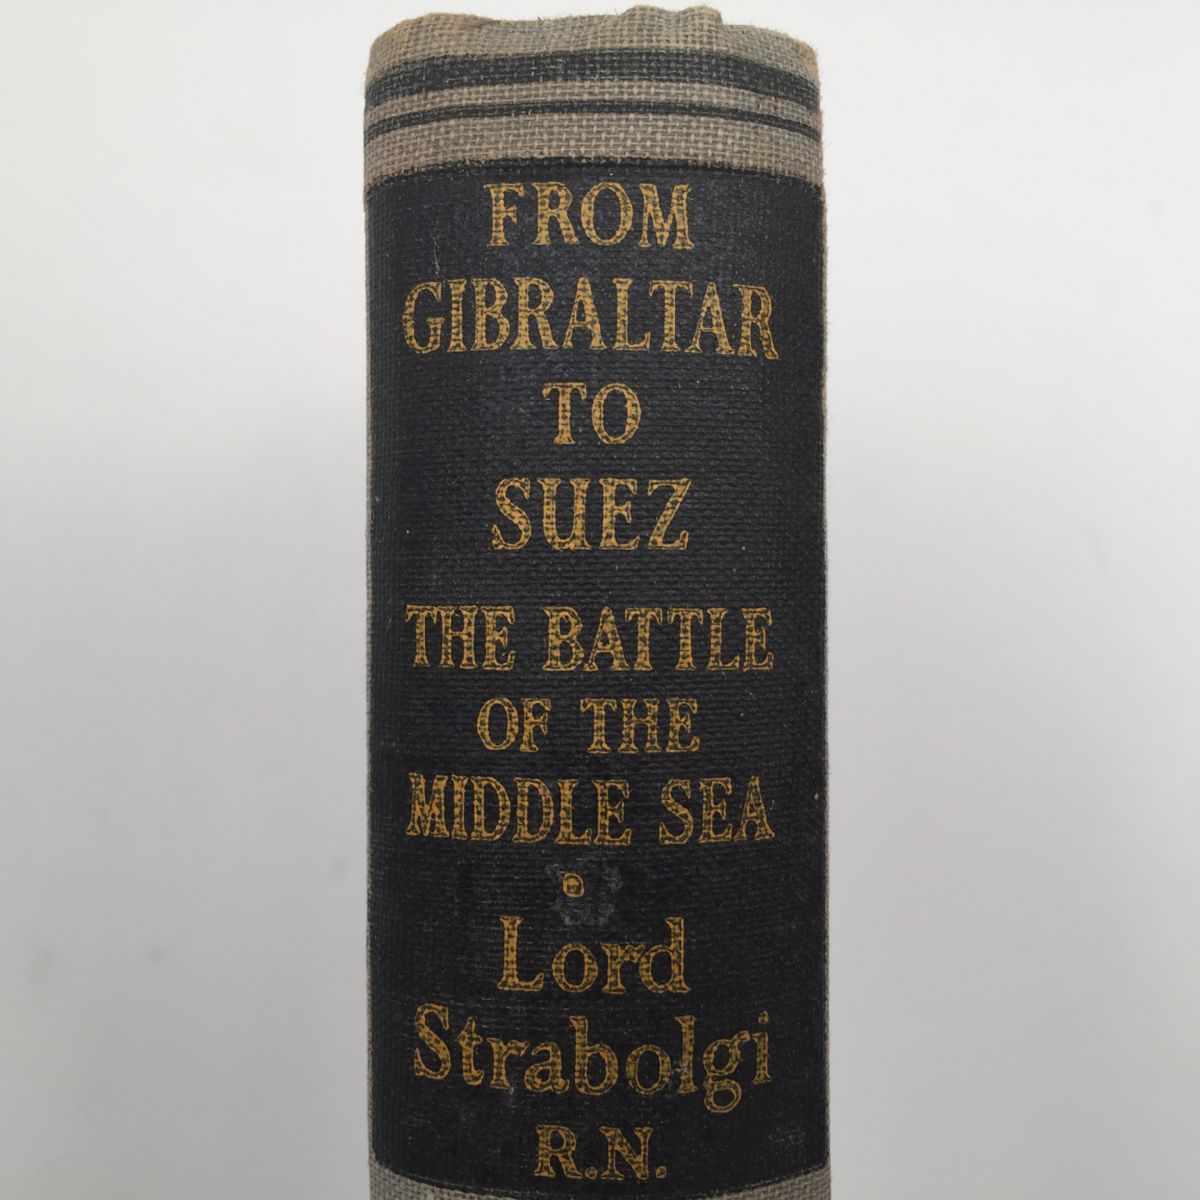 FROM
GIBRALTAR
TO
SUEZ
THE BATTLE
OF THE
MIDDLE SEA
•
Lord
Strabolgi
R.N.